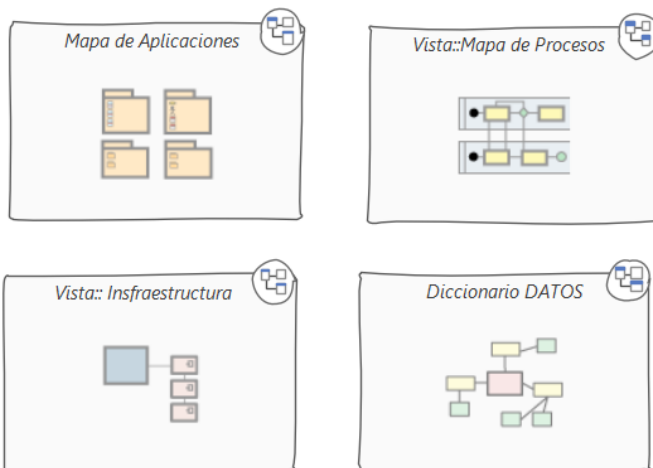 Mapa de Aplicaciones
Vista::Mapa de Procesos
Vista:: Insfraestructura
Diccionario DATOS